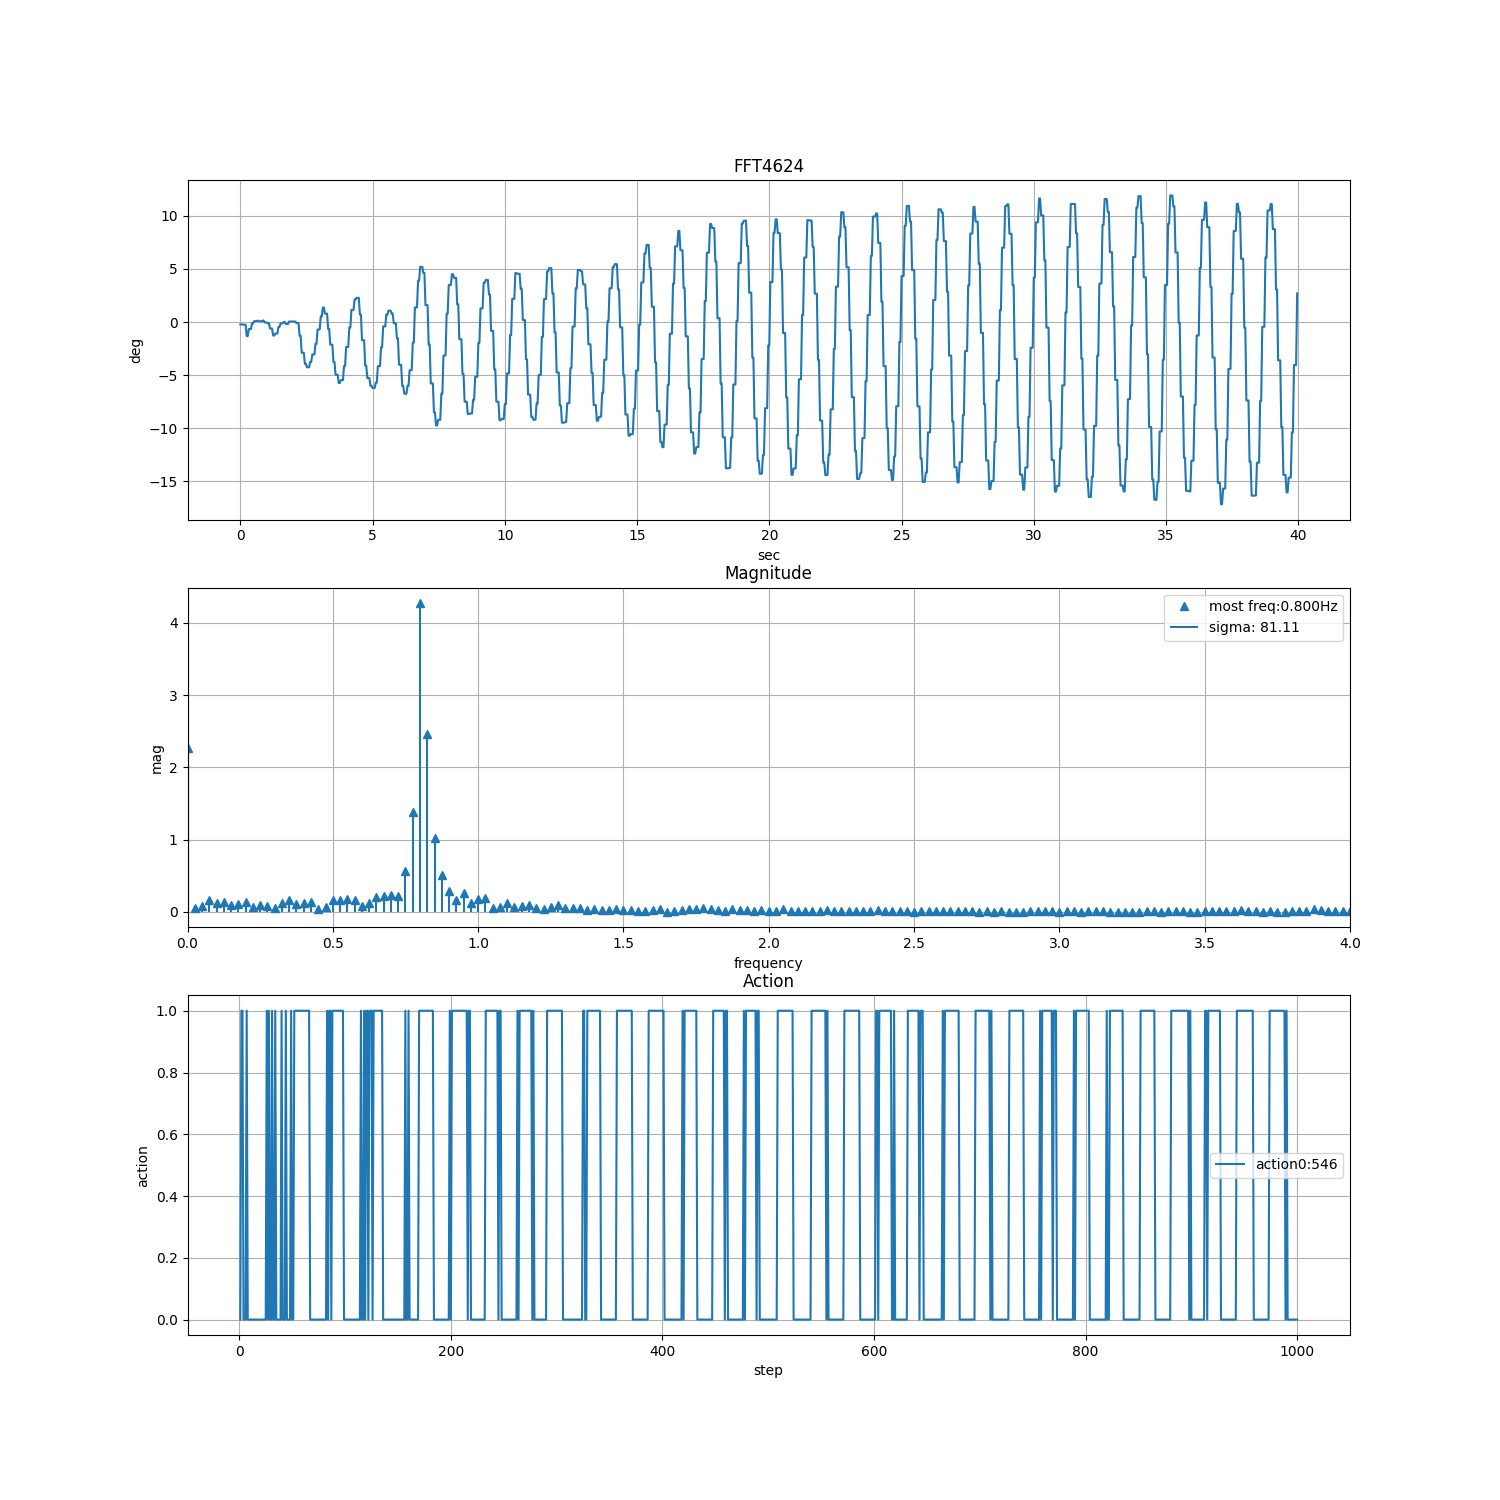 FFT4624
10
5
0
−5
−10
−15
deg
0 5 10 15 20 25 30 35 40
sec
Magnitude
most freq:0.800Hz
sigma: 81.11
4
3
2
1
0
mag
0.0 0.5 1.0 1.5 2.0 2.5 3.0 3.5 4.0
frequency
Action
1.0
0.8
0.6
0.4
0.2
0.0
action
action0:546
0 200 400 600 800 1000
step